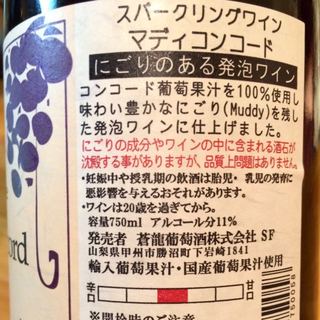 スパークリングワイン
マディコンコード
にごりのある発泡ワイン
コンコード葡萄果汁を100%使用し
味わい豊かなにごり(Muddy)を残し
た発泡ワインに仕上げました。
にごりの成分やワインの中に含まれる酒石が
沈殿する事がありますが、品質上問題はありません。
・妊娠中や授乳期の飲酒は胎児・乳児の発育に
悪影響を与えるおそれがあります。
・ワインは20歳を過ぎてから。
容量750ml アルコール分11%
発売者 蒼龍葡萄酒株式会社 SF
山梨県甲州市勝沼町下岩崎1841
輸入葡萄果汁・国産葡萄果汁使用
辛口 甘口
※開栓時のご注意
ord